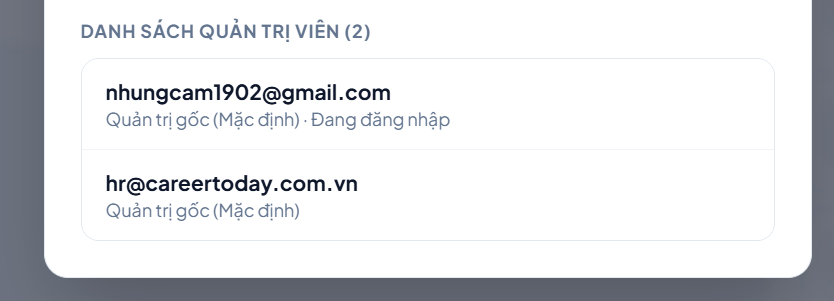 DANH SÁCH QUẢN TRỊ VIÊN (2)
nhungcam1902@gmail.com
Quản trị gốc (Mặc định) · Đang đăng nhập
hr@careertoday.com.vn
Quản trị gốc (Mặc định)